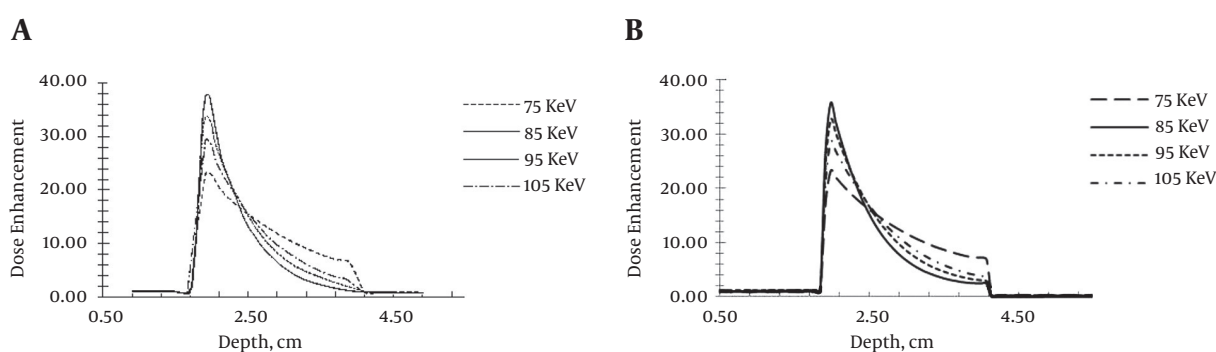 A
Dose Enhancement
40.00
30.00
20.00
10.00
0.00
0.50
2.50
4.50
Depth, cm
75 KeV
85 KeV
95 KeV
105 KeV
B
Dose Enhancement
40.00
30.00
20.00
10.00
0.00
0.50
2.50
4.50
Depth, cm
75 KeV
85 KeV
95 KeV
105 KeV